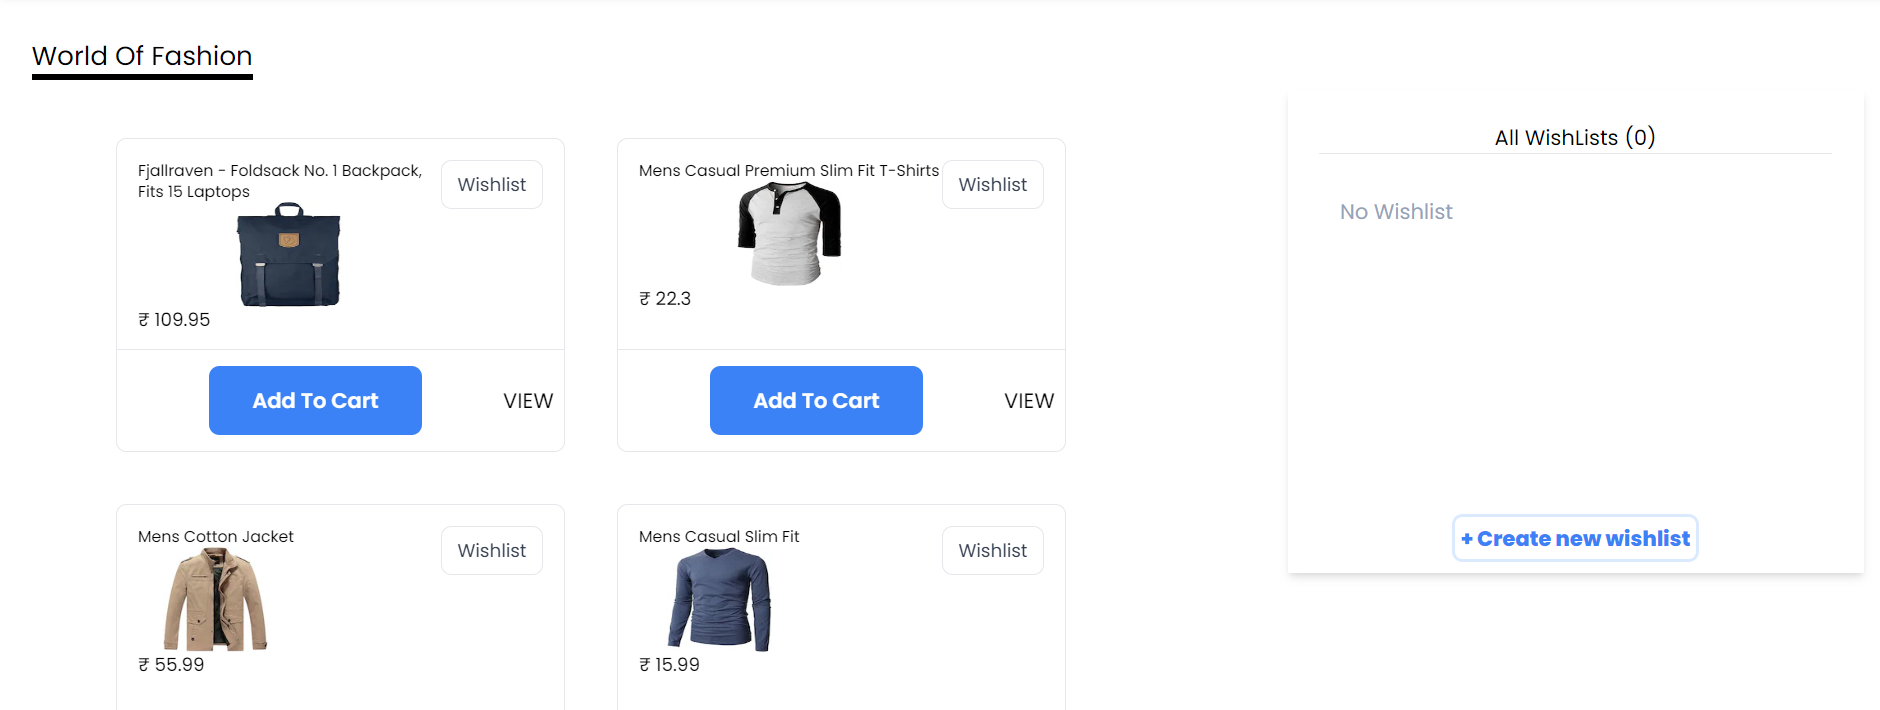 World Of Fashion
Fjallraven - Foldsack No. 1 Backpack,
Fits 15 Laptops
Wishlist
₹ 109.95
Add To Cart
VIEW
Mens Casual Premium Slim Fit T-Shirts
Wishlist
₹ 22.3
Add To Cart
VIEW
Mens Cotton Jacket
Wishlist
₹ 55.99
Mens Casual Slim Fit
Wishlist
₹ 15.99
All WishLists (0)
No Wishlist
+ Create new wishlist